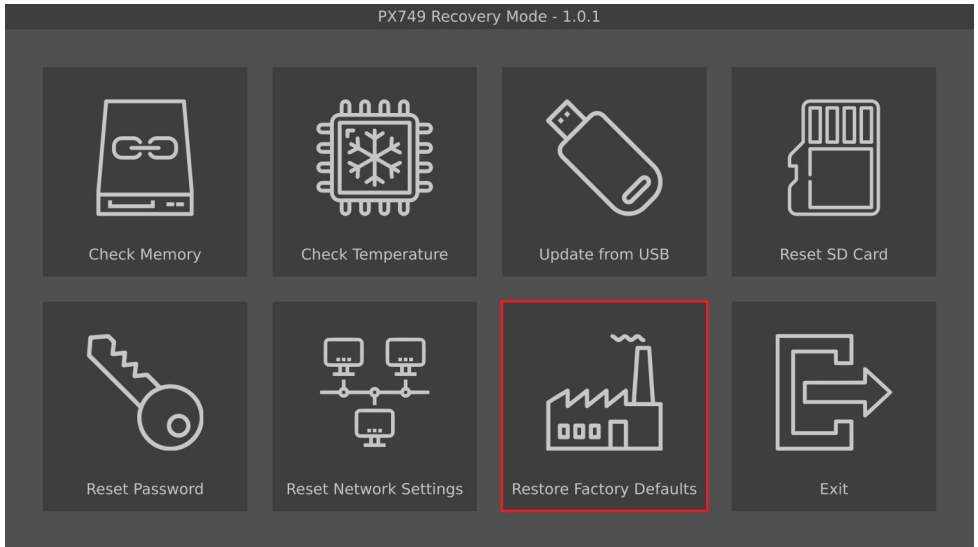 PX749 Recovery Mode - 1.0.1
Check Memory
Check Temperature
Update from USB
Reset SD Card
Reset Password
Reset Network Settings
Restore Factory Defaults
Exit